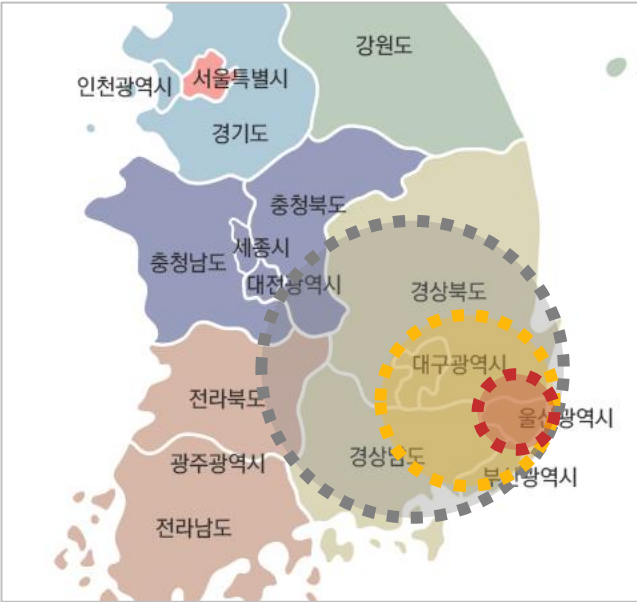 강원도
인천광역시
서울특별시
경기도
충청북도
세종시
충청남도
대전광역시
경상북도
대구광역시
전라북도
울산광역시
경상남도
광주광역시
부산광역시
전라남도